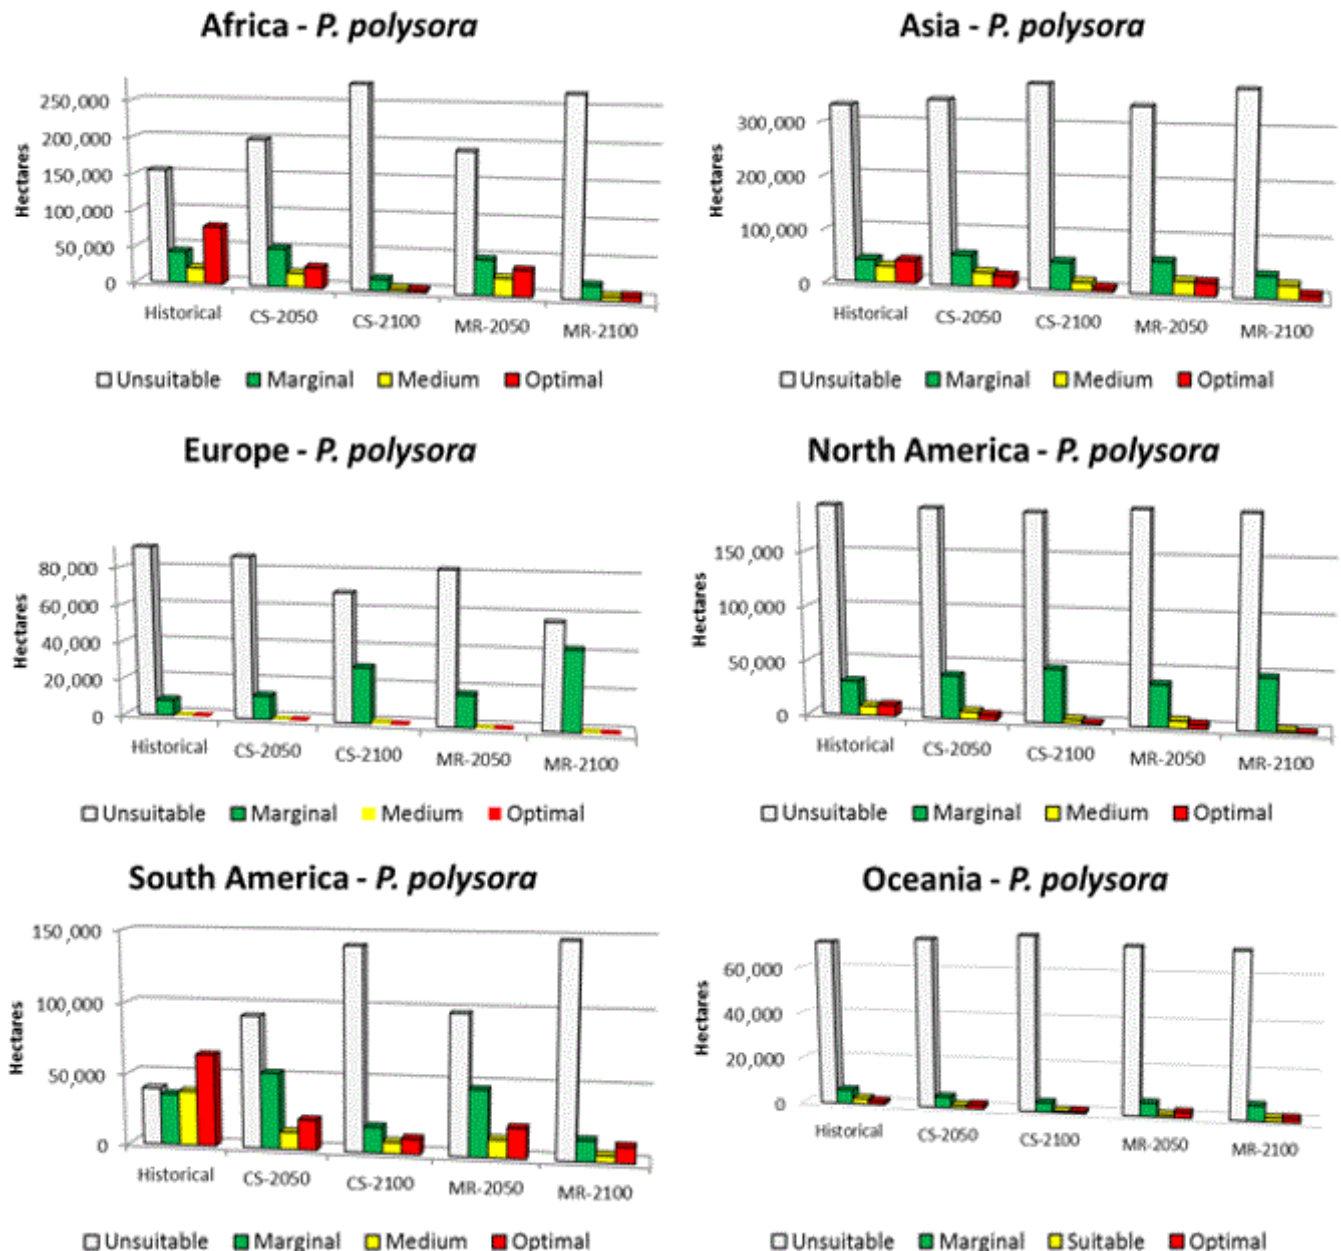 Africa - P. polysora
Hectares
250,000
200,000
150,000
100,000
50,000
0
Historical CS-2050 CS-2100 MR-2050 MR-2100
Unsuitable Marginal Medium Optimal
Asia - P. polysora
Hectares
300,000
200,000
100,000
0
Historical CS-2050 CS-2100 MR-2050 MR-2100
Unsuitable Marginal Medium Optimal
Europe - P. polysora
Hectares
80,000
60,000
40,000
20,000
0
Historical CS-2050 CS-2100 MR-2050 MR-2100
Unsuitable Marginal Medium Optimal
North America - P. polysora
Hectares
150,000
100,000
50,000
0
Historical CS-2050 CS-2100 MR-2050 MR-2100
Unsuitable Marginal Medium Optimal
South America - P. polysora
Hectares
150,000
100,000
50,000
0
Historical CS-2050 CS-2100 MR-2050 MR-2100
Unsuitable Marginal Medium Optimal
Oceania - P. polysora
Hectares
60,000
40,000
20,000
0
Historical CS-2050 CS-2100 MR-2050 MR-2100
Unsuitable Marginal Suitable Optimal